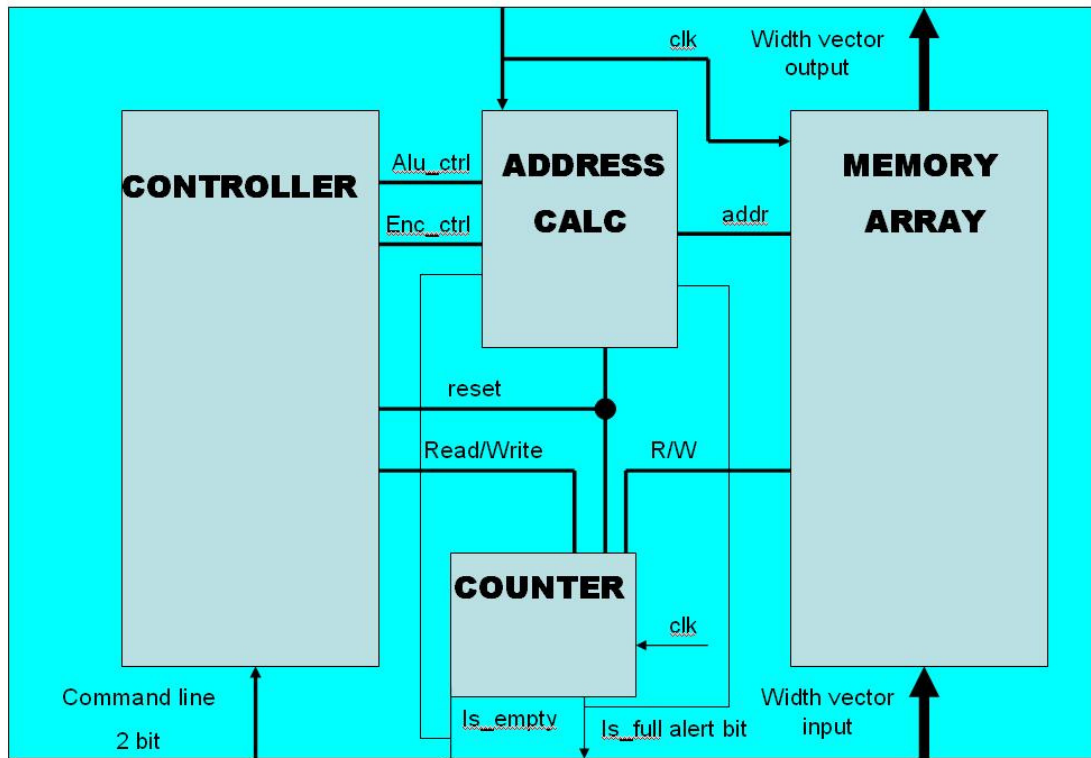 clk
Width vector
output
CONTROLLER
Alu_ctrl
Enc_ctrl
ADDRESS
CALC
addr
MEMORY
ARRAY
reset
Read/Write
R/W
COUNTER
clk
Command line
2 bit
Is_empty
Is_full alert bit
Width vector
input